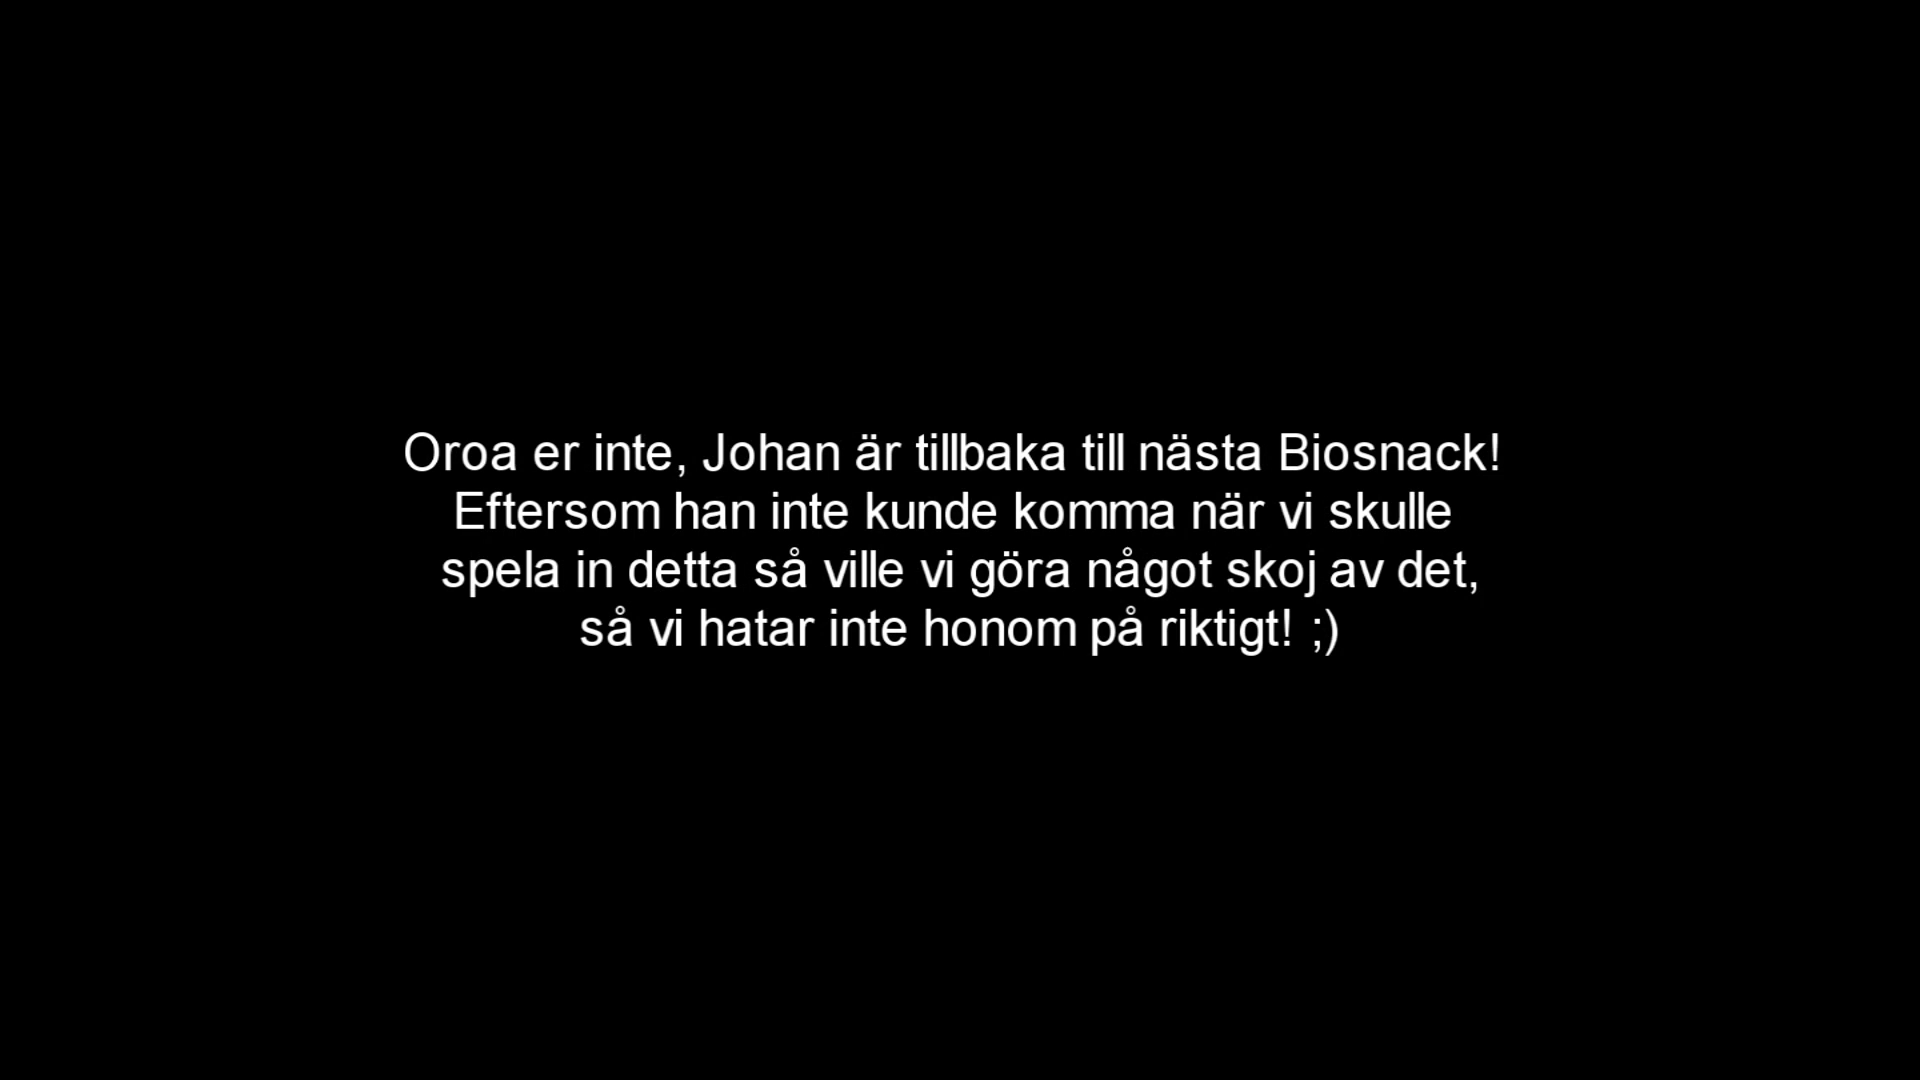 Oroa er inte, Johan är tillbaka till nästa Biosnack!
Eftersom han inte kunde komma när vi skulle
spela in detta så ville vi göra något skoj av det,
så vi hatar inte honom på riktigt! ;)